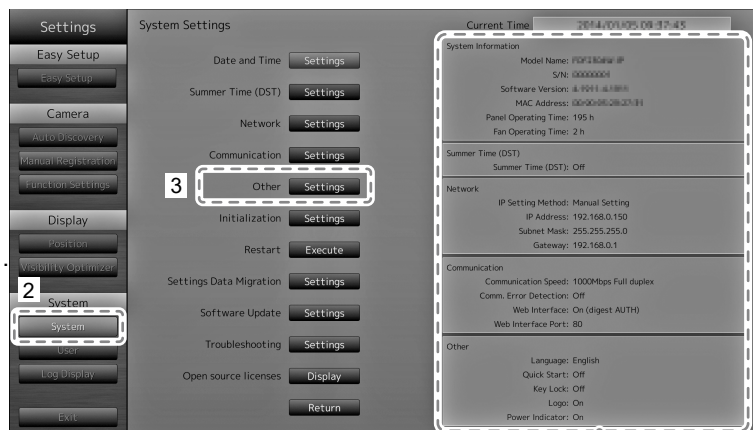 Settings
Easy Setup
Easy Setup
Camera
Auto Discovery
Manual Registration
Function Settings
Display
Position
Visibility Optimizer
2
System
System
User
Log Display
Exit
System Settings
Date and Time Settings
Summer Time (DST) Settings
Network Settings
Communication Settings
3 Other Settings
Initialization Settings
Restart Execute
Settings Data Migration Settings
Software Update Settings
Troubleshooting Settings
Open source licenses Display
Return
Current Time
System Information
Model Name:
S/N:
Software Version:
MAC Address:
Panel Operating Time: 195 h
Fan Operating Time: 2 h
Summer Time (DST)
Summer Time (DST): Off
Network
IP Setting Method: Manual Setting
IP Address: 192.168.0.150
Subnet Mask: 255.255.255.0
Gateway: 192.168.0.1
Communication
Communication Speed: 1000Mbps Full duplex
Comm. Error Detection: Off
Web Interface: On (digest AUTH)
Web Interface Port: 80
Other
Language: English
Quick Start: Off
Key Lock: Off
Logo: On
Power Indicator: On